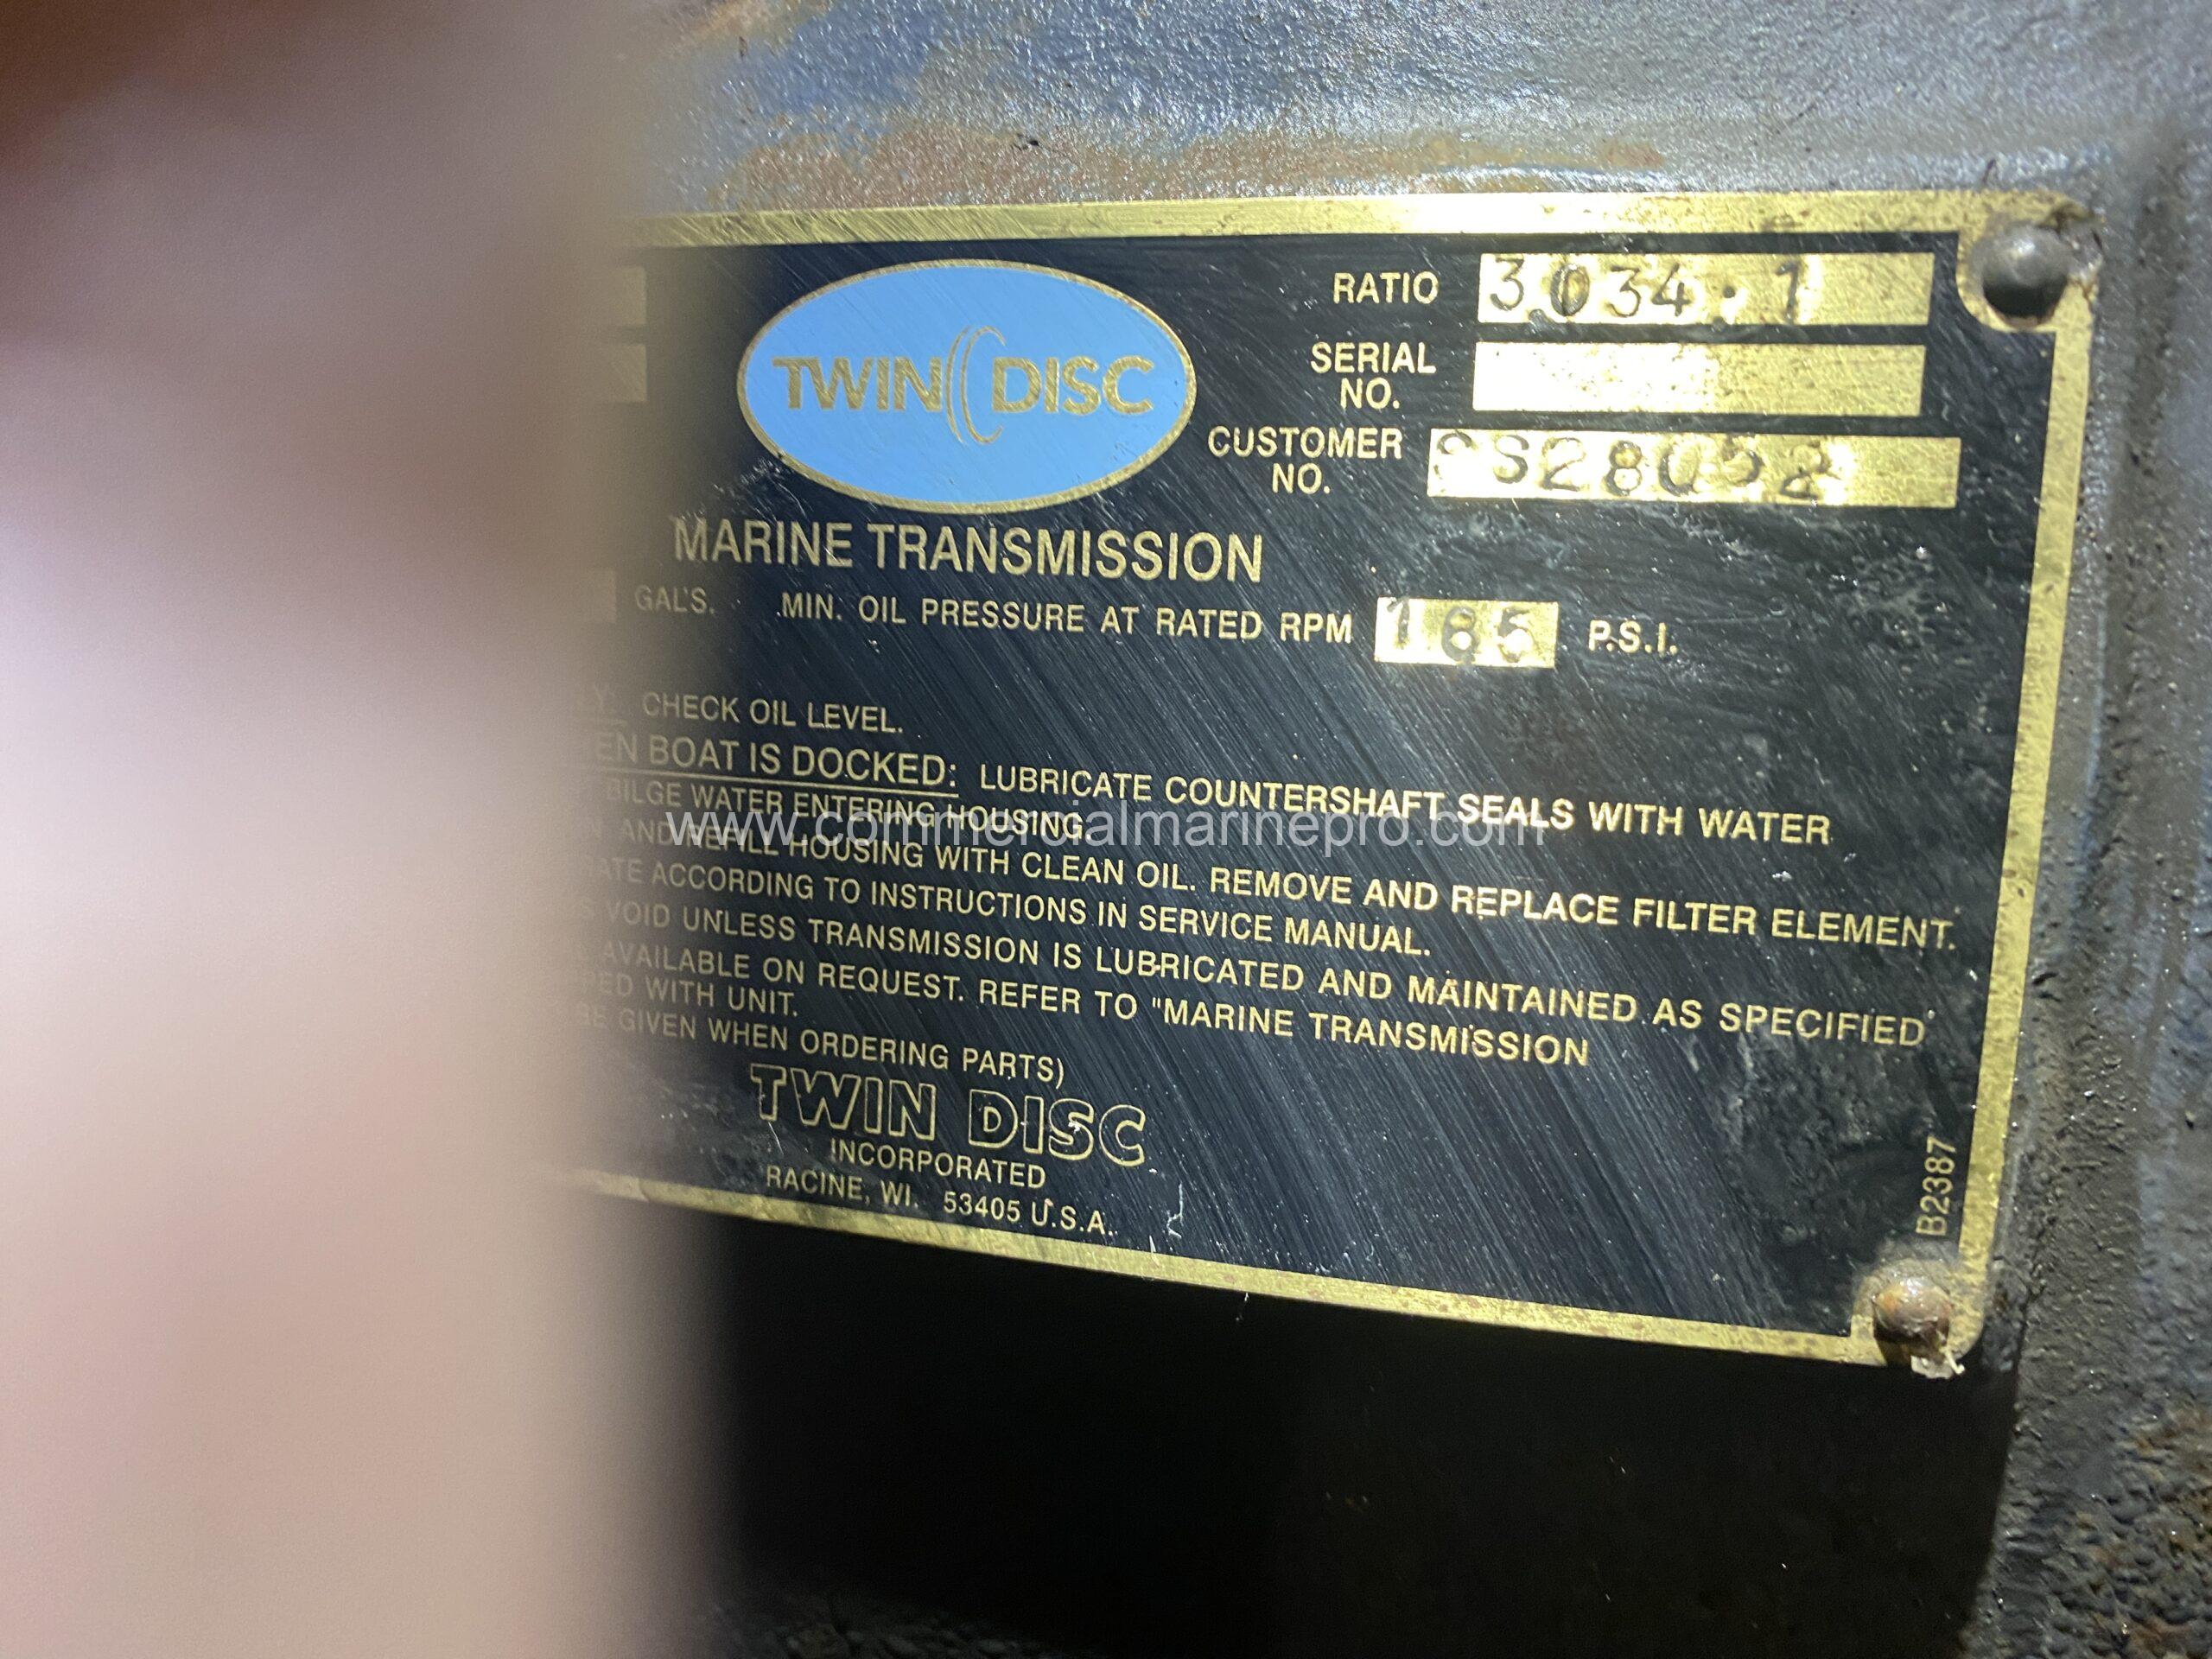 TWIN DISC
RATIO 3.034.1
SERIAL NO.
CUSTOMER NO.
MARINE TRANSMISSION
GAL'S. MIN. OIL PRESSURE AT RATED RPM 185 P.S.I.
CHECK OIL LEVEL.
BOAT IS DOCKED: LUBRICATE COUNTERSHAFT SEALS WITH WATER
BILGE WATER ENTERING HOUSING.
www.commercialmarinepro.com
AND REFILL HOUSING WITH CLEAN OIL. REMOVE AND REPLACE FILTER ELEMENT.
ACCORDING TO INSTRUCTIONS IN SERVICE MANUAL.
VOID UNLESS TRANSMISSION IS LUBRICATED AND MAINTAINED AS SPECIFIED
AVAILABLE ON REQUEST. REFER TO "MARINE TRANSMISSION
WITH UNIT.
GIVEN WHEN ORDERING PARTS)
TWIN DISC
INCORPORATED
RACINE, WI. 53405 U.S.A.
B2387